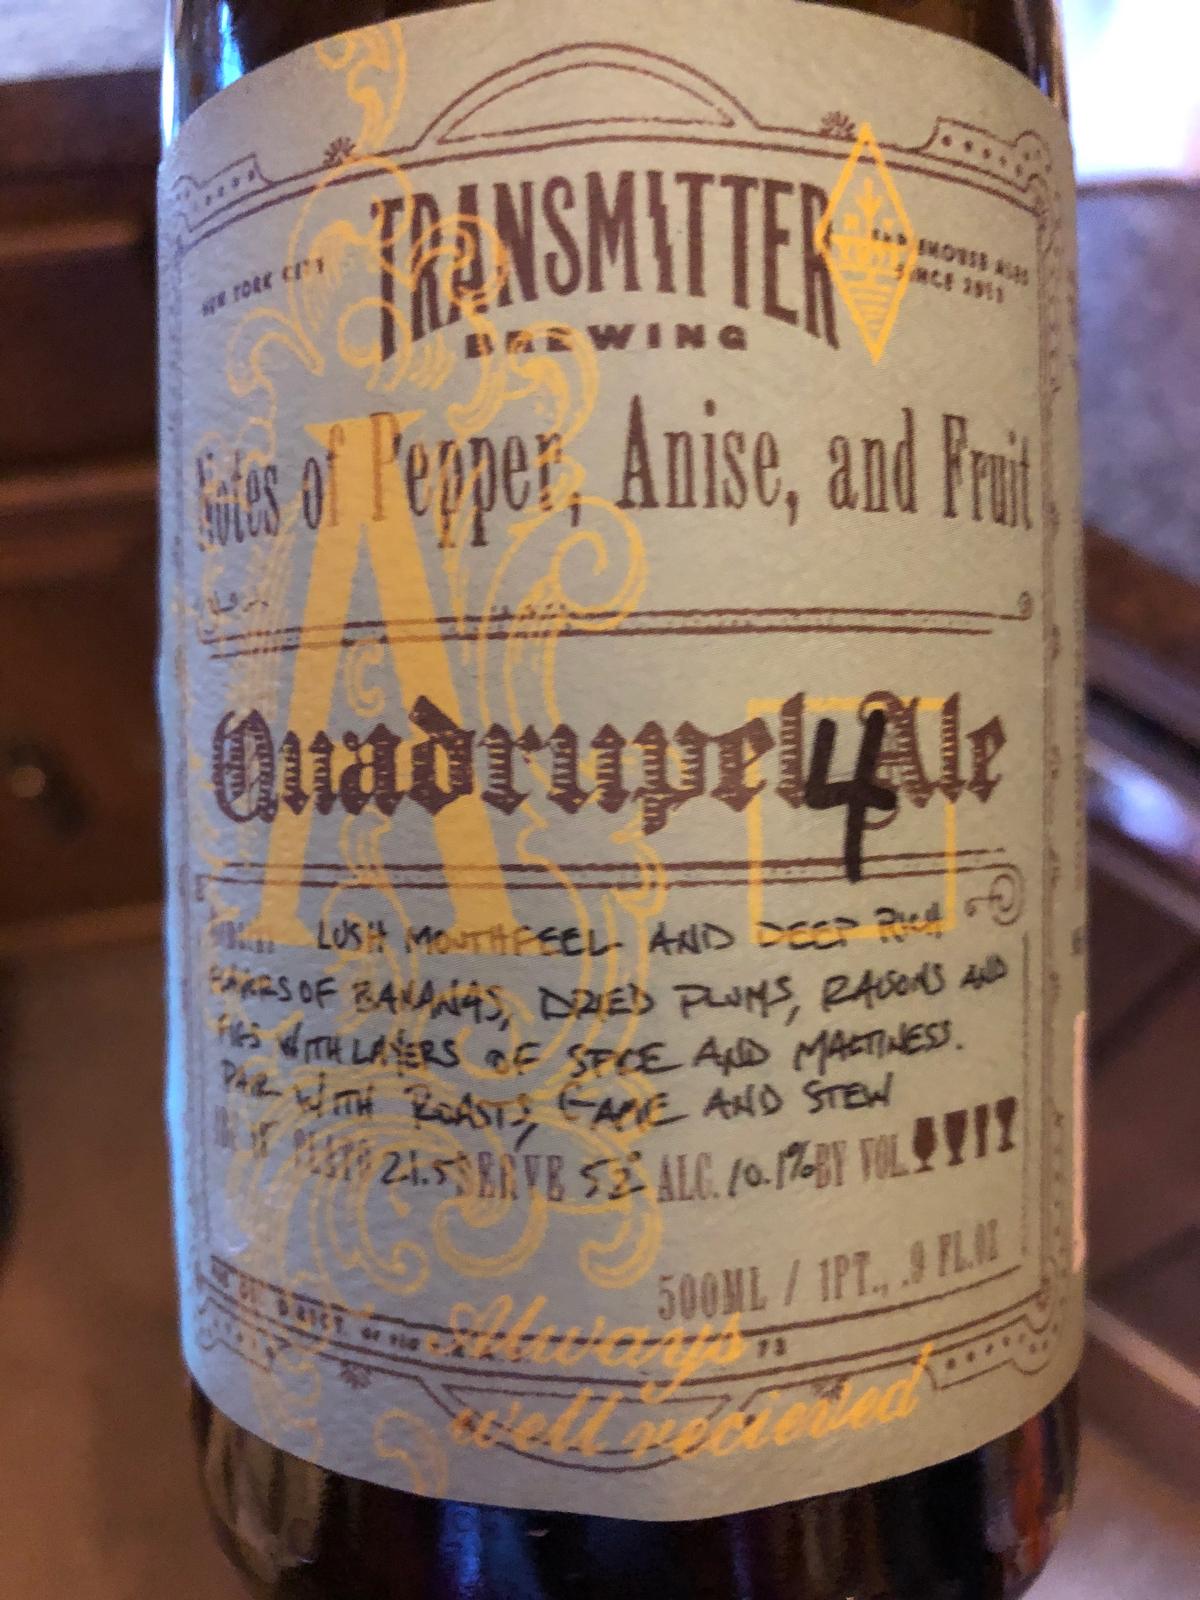 TRANSMITTER
NEW YORK CITY
SINCE
BREWING
Notes of Pepper, Anise, and Fruit
A
Quadrupel Ale
4
LUSH MOUTHFEEL AND DEEP RICH
OF BANANAS, DRIED PLUMS, RAISONS AND
FIGS WITH LAYERS OF SPICE AND MALTINESS.
PAIR WITH ROASTS, GAME AND STEW
21.5° SERVE 52° ALC. 10.1% BY VOL.
500ML / 1PT., .9 FL.OZ
Always
well recieved